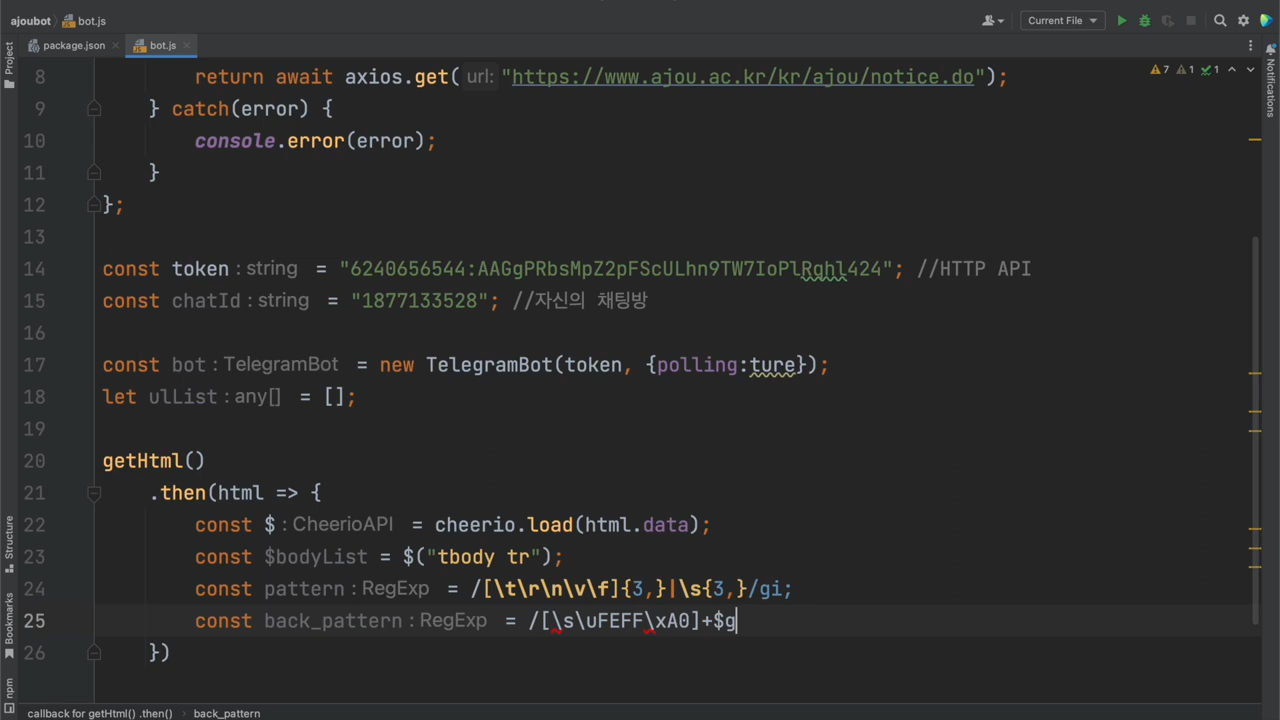 ajoubot
bot.js
Current File
package.json
bot.js
Project
Notifications
7
1
1
8 return await axios.get( url: "https://www.ajou.ac.kr/kr/ajou/notice.do");
9 } catch(error) {
10 console.error(error);
11 }
12 };
13
14 const token : string = "6240656544:AAGgPRbsMpZ2pFScULhn9TW7IoPlRghl424"; //HTTP API
15 const chatId : string = "1877133528"; //자신의 채팅방
16
17 const bot : TelegramBot = new TelegramBot(token, {polling:ture});
18 let ulList : any[] = [];
19
20 getHtml()
21 .then(html => {
22 const $ : CheerioAPI = cheerio.load(html.data);
23 const $bodyList = $("tbody tr");
24 const pattern : RegExp = /[\t\r\n\v\f]{3,}|\s{3,}/gi;
25 const back_pattern : RegExp = /[\s\uFEFF\xA0]+$g
26 })
Structure
Bookmarks
npm
callback for getHtml() .then() › back_pattern